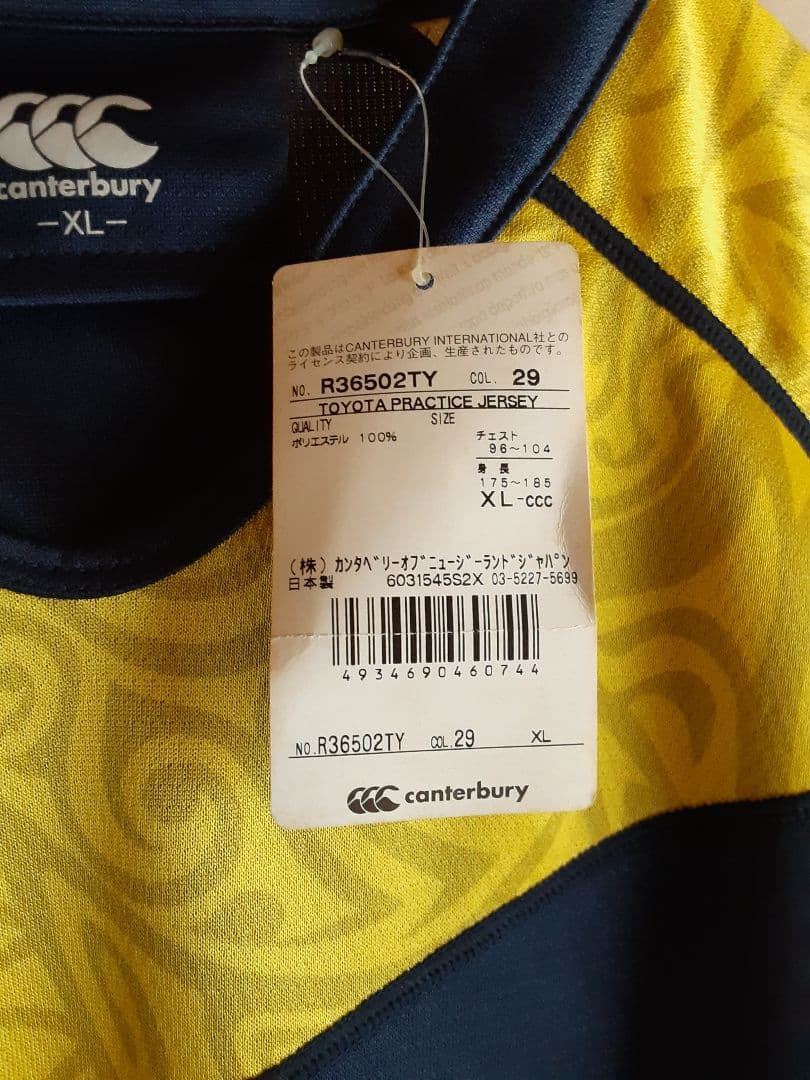 canterbury
-XL-
この製品はCANTERBURY INTERNATIONAL社との
ライセンス契約により企画、生産されたものです。
NO. R36502TY COL. 29
TOYOTA PRACTICE JERSEY
QUALITY SIZE
ポリエステル 100% チェスト
96~104
身 長
175~185
XL-CCC
(株) カンタベリーオブニュージーランドジャパン
日本製 6031545S2X 03-5227-5699
4934690460744
NO.R36502TY COL.29 XL
canterbury